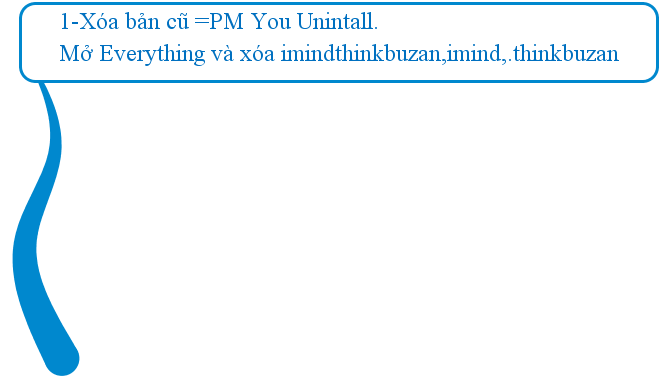 1-Xóa bản cũ =PM You Unintall.
Mở Everything và xóa imindthinkbuzan,imind,.thinkbuzan